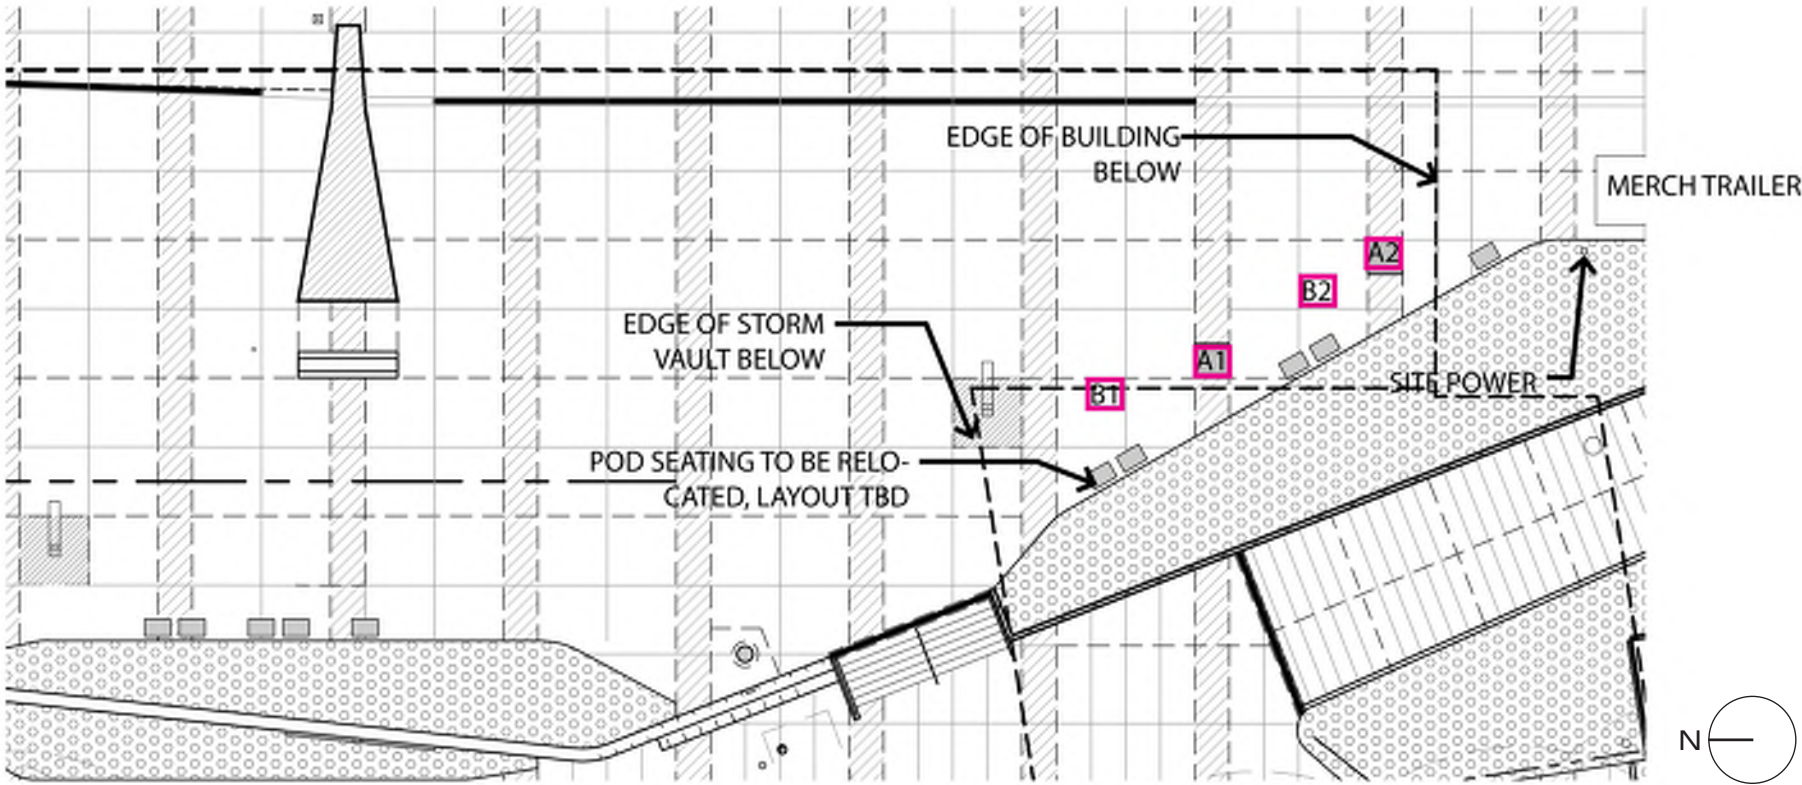 EDGE OF BUILDING
BELOW
MERCH TRAILER
A2
B2
EDGE OF STORM
VAULT BELOW
A1
B1
SITE POWER
POD SEATING TO BE RELO-
CATED, LAYOUT TBD
N